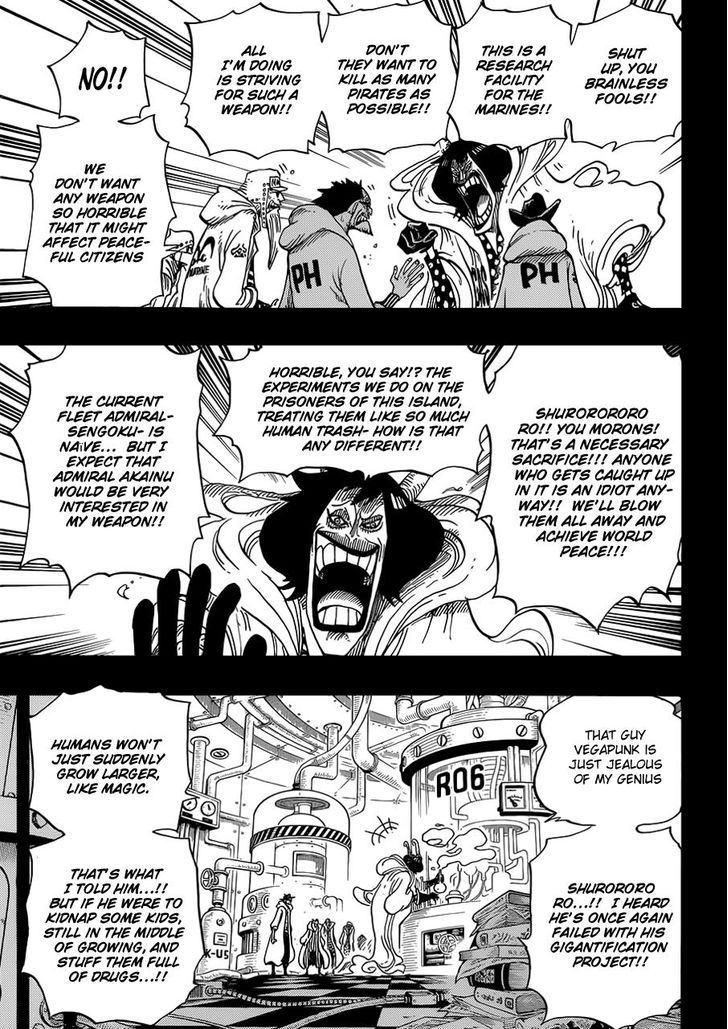 SHUT
UP, YOU
BRAINLESS
FOOLS!!
THIS IS A
RESEARCH
FACILITY
FOR THE
MARINES!!
DON'T
THEY WANT TO
KILL AS MANY
PIRATES AS
POSSIBLE!!
ALL
I'M DOING
IS STRIVING
FOR SUCH A
WEAPON!!
NO!!
WE
DON'T WANT
ANY WEAPON
SO HORRIBLE
THAT IT MIGHT
AFFECT PEACE-
FUL CITIZENS
PH
PH
SHURORORORO
RO!! YOU MORONS!
THAT'S A NECESSARY
SACRIFICE!!! ANYONE
WHO GETS CAUGHT UP
IN IT IS AN IDIOT ANY-
WAY!! WE'LL BLOW
THEM ALL AWAY AND
ACHIEVE WORLD
PEACE!!!
HORRIBLE, YOU SAY!? THE
EXPERIMENTS WE DO ON THE
PRISONERS OF THIS ISLAND,
TREATING THEM LIKE SO MUCH
HUMAN TRASH- HOW IS THAT
ANY DIFFERENT!!
THE CURRENT
FLEET ADMIRAL-
SENGOKU- IS
NAïVE... BUT I
EXPECT THAT
ADMIRAL AKAINU
WOULD BE VERY
INTERESTED IN
MY WEAPON!!
THAT GUY
VEGAPUNK IS
JUST JEALOUS
OF MY GENIUS
R06
SHURORORO
RO...!! I HEARD
HE'S ONCE AGAIN
FAILED WITH HIS
GIGANTIFICATION
PROJECT!!
HUMANS WON'T
JUST SUDDENLY
GROW LARGER,
LIKE MAGIC.
THAT'S WHAT
I TOLD HIM...!!
BUT IF HE WERE TO
KIDNAP SOME KIDS,
STILL IN THE MIDDLE
OF GROWING, AND
STUFF THEM FULL
OF DRUGS...!!
K-U5